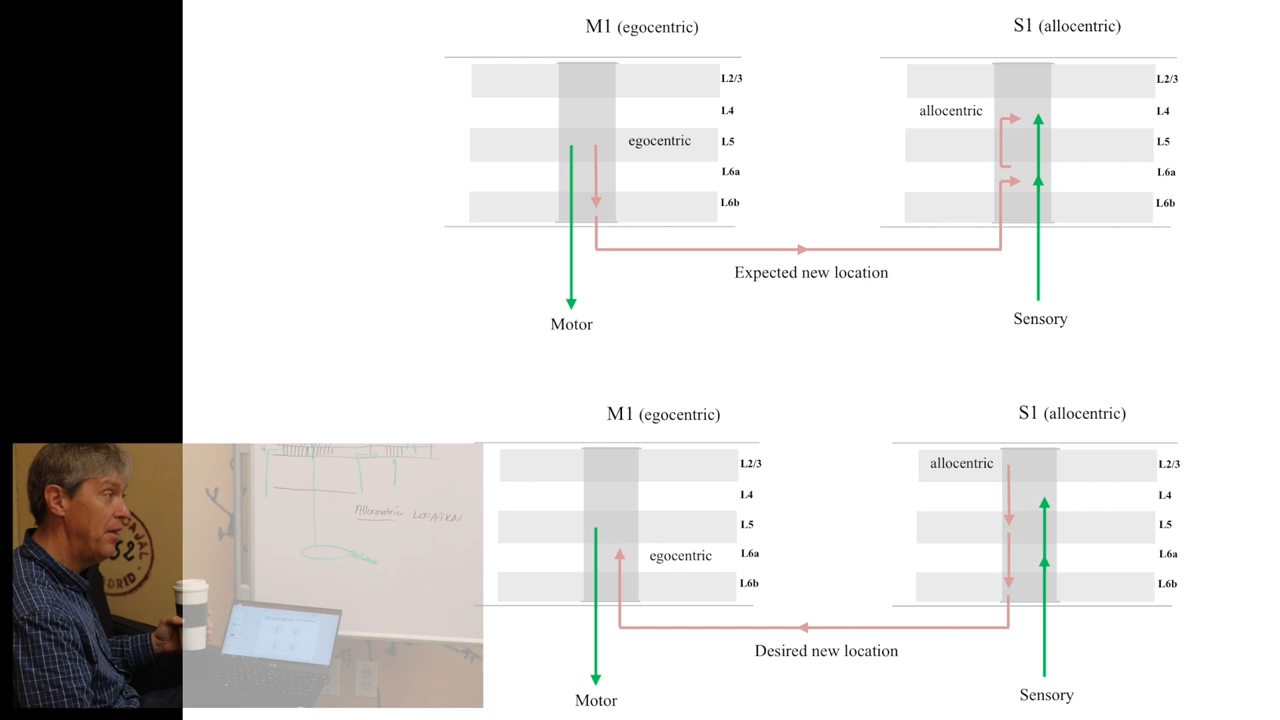 M1 (egocentric)
S1 (allocentric)
L2/3
L4
egocentric
L5
L6a
L6b
allocentric
L2/3
L4
L5
L6a
L6b
Expected new location
Motor
Sensory
M1 (egocentric)
S1 (allocentric)
L2/3
L4
L5
egocentric
L6a
L6b
allocentric
L2/3
L4
L5
L6a
L6b
Desired new location
Motor
Sensory
Allocentric LOCATION
CAJAL
52